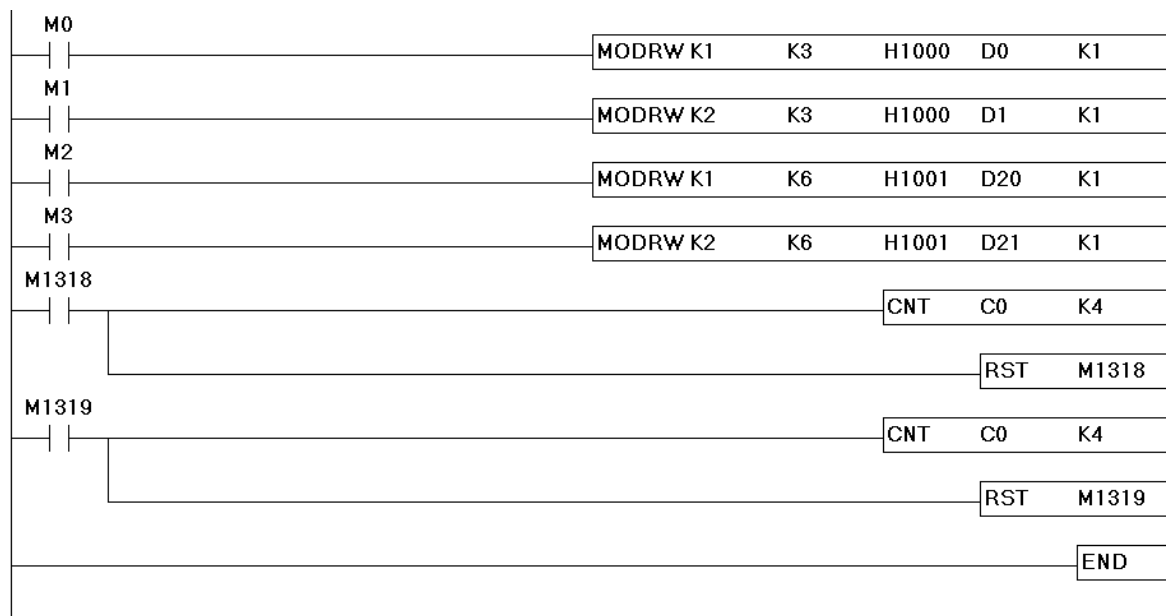 M0
MODRW K1 K3 H1000 D0 K1
M1
MODRW K2 K3 H1000 D1 K1
M2
MODRW K1 K6 H1001 D20 K1
M3
MODRW K2 K6 H1001 D21 K1
M1318
CNT C0 K4
RST M1318
M1319
CNT C0 K4
RST M1319
END